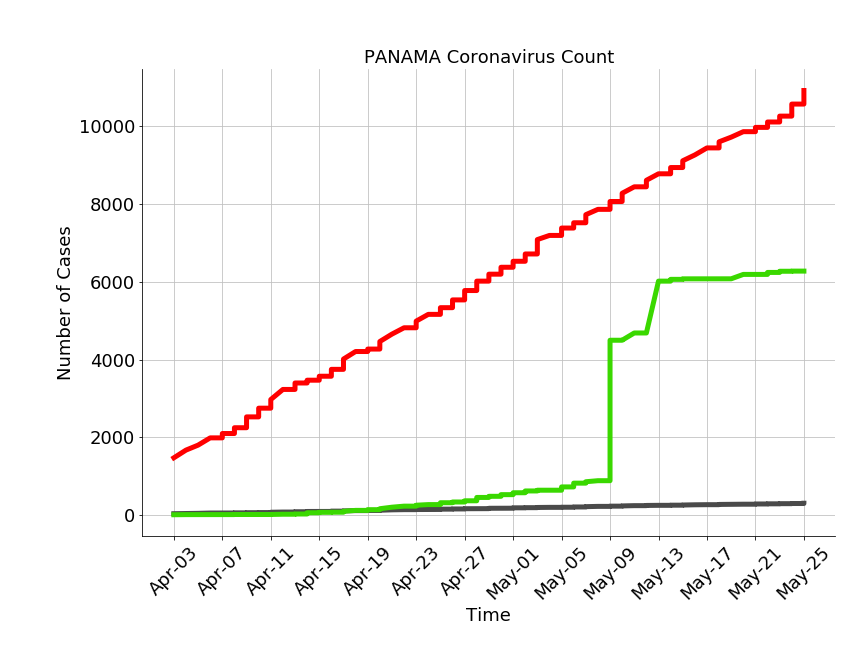 PANAMA Coronavirus Count
10000
8000
6000
4000
2000
0
Number of Cases
Apr-03
Apr-07
Apr-11
Apr-15
Apr-19
Apr-23
Apr-27
May-01
May-05
May-09
May-13
May-17
May-21
May-25
Time